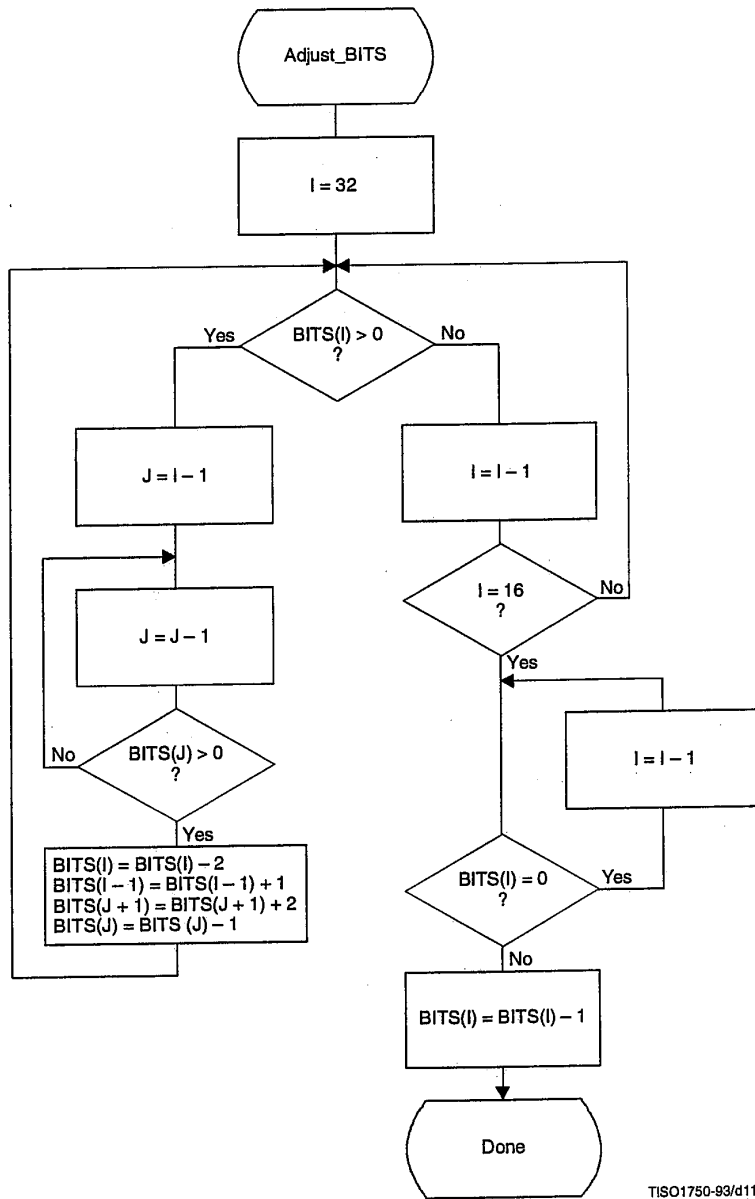 Adjust_BITS
I = 32
BITS(I) > 0
?
Yes
No
J = I – 1
I = I – 1
J = J – 1
I = 16
?
No
Yes
BITS(J) > 0
?
No
Yes
I = I – 1
BITS(I) = BITS(I) – 2
BITS(I – 1) = BITS(I – 1) + 1
BITS(J + 1) = BITS(J + 1) + 2
BITS(J) = BITS (J) – 1
BITS(I) = 0
?
Yes
No
BITS(I) = BITS(I) – 1
Done
TISO1750-93/d11